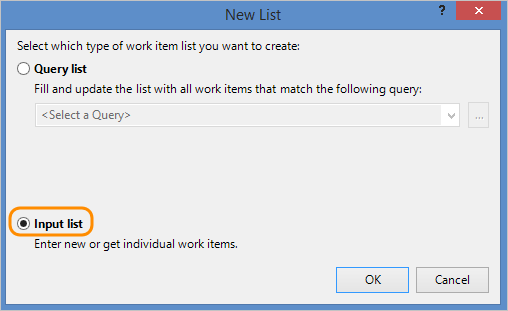 New List
?
Select which type of work item list you want to create:
Query list
Fill and update the list with all work items that match the following query:
<Select a Query>
...
Input list
Enter new or get individual work items.
OK
Cancel